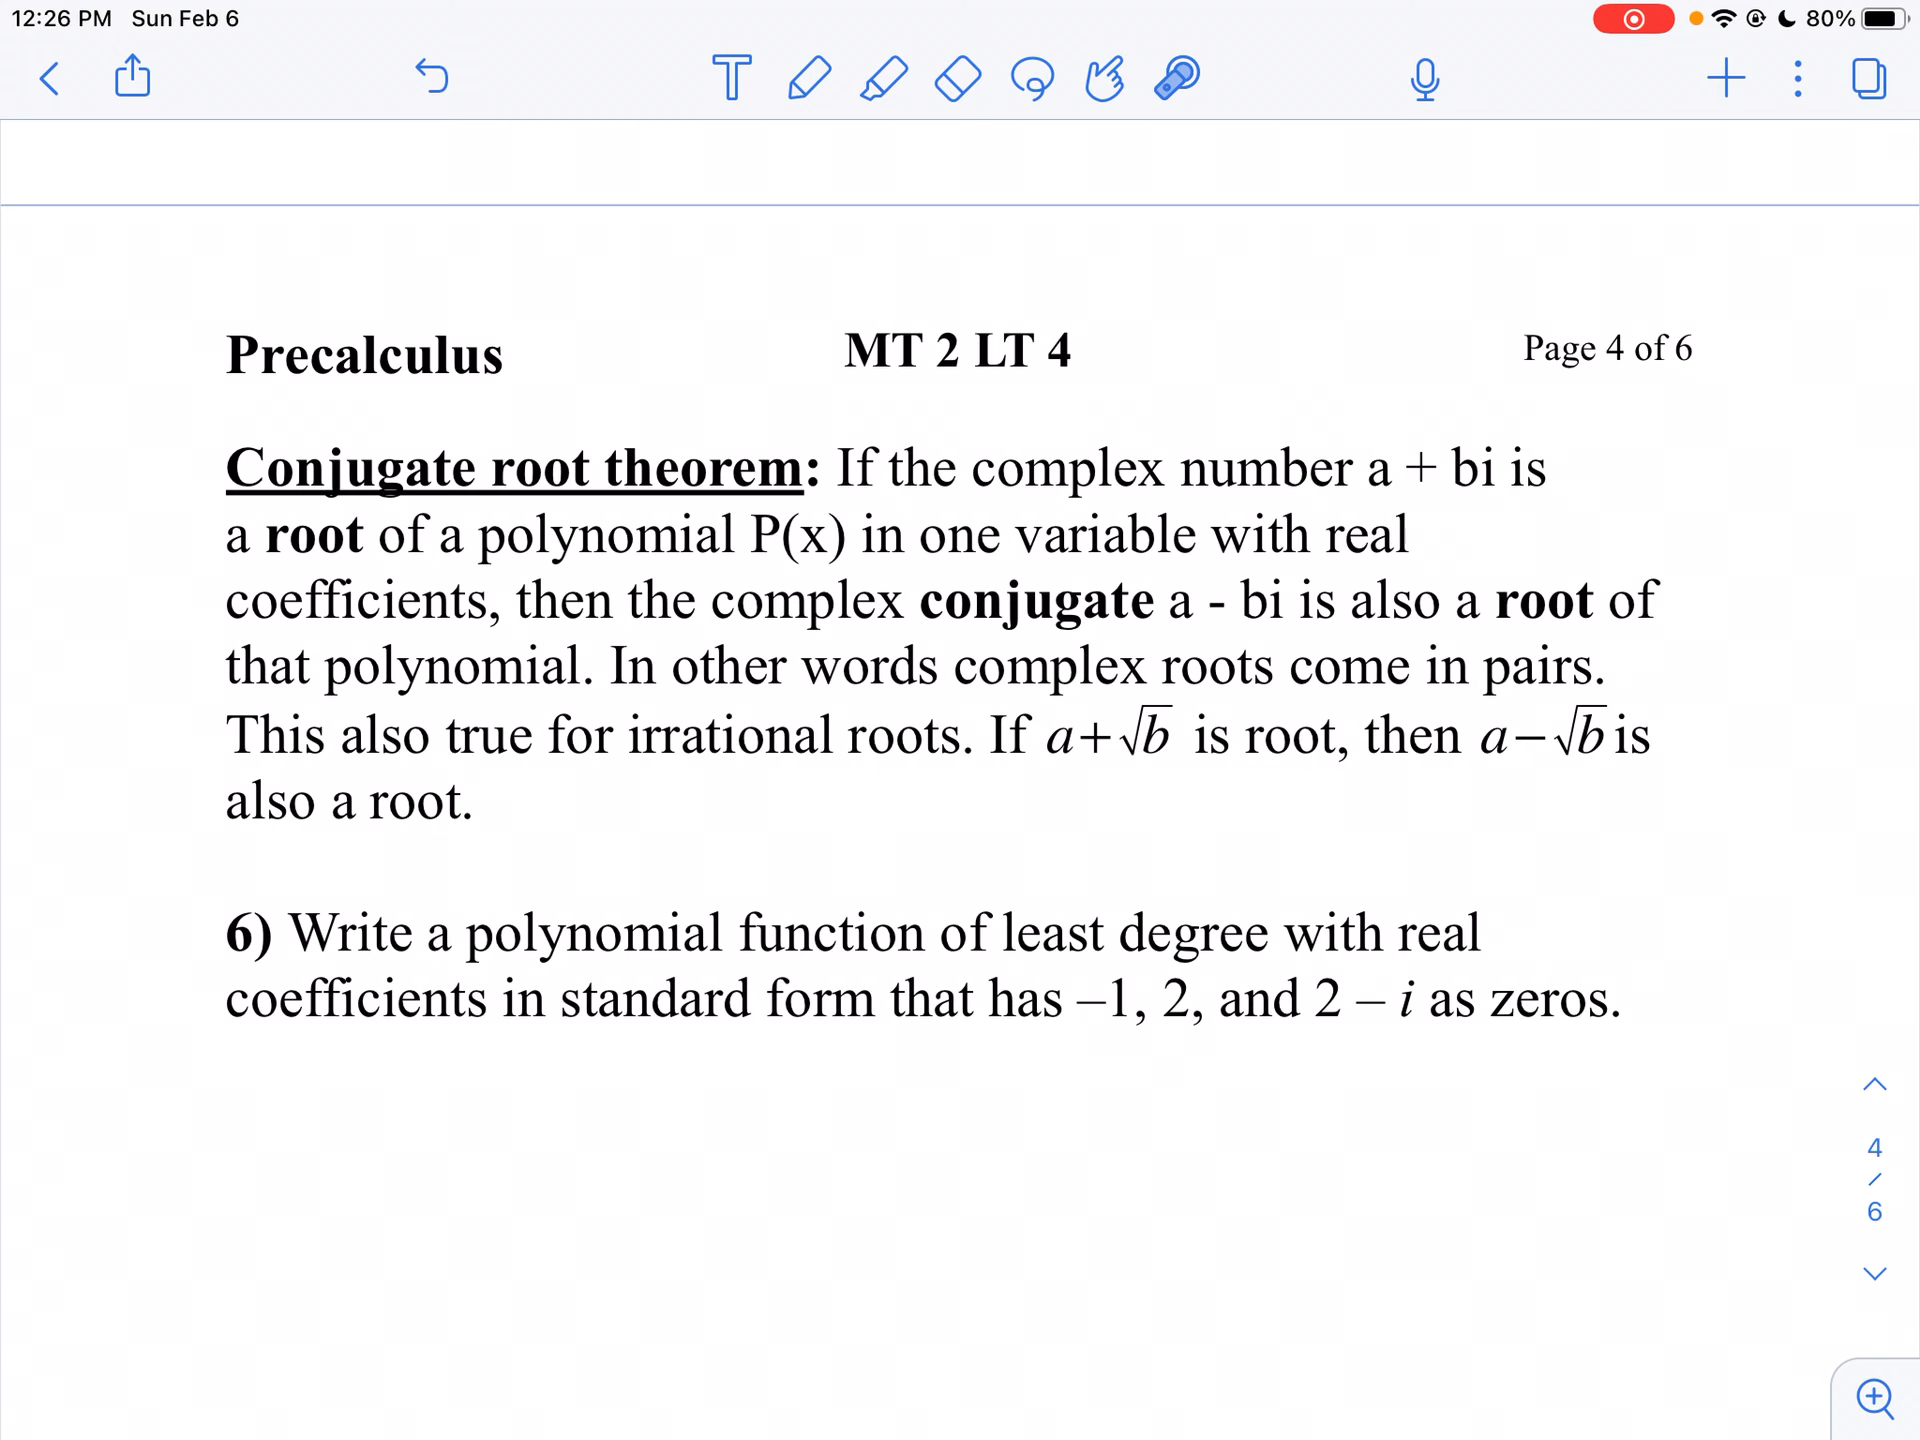 12:26 PM Sun Feb 6
80%
Precalculus MT 2 LT 4 Page 4 of 6
Conjugate root theorem: If the complex number a + bi is
a root of a polynomial P(x) in one variable with real
coefficients, then the complex conjugate a - bi is also a root of
that polynomial. In other words complex roots come in pairs.
This also true for irrational roots. If a+√b is root, then a−√b is
also a root.
6) Write a polynomial function of least degree with real
coefficients in standard form that has –1, 2, and 2 – i as zeros.
4
/
6